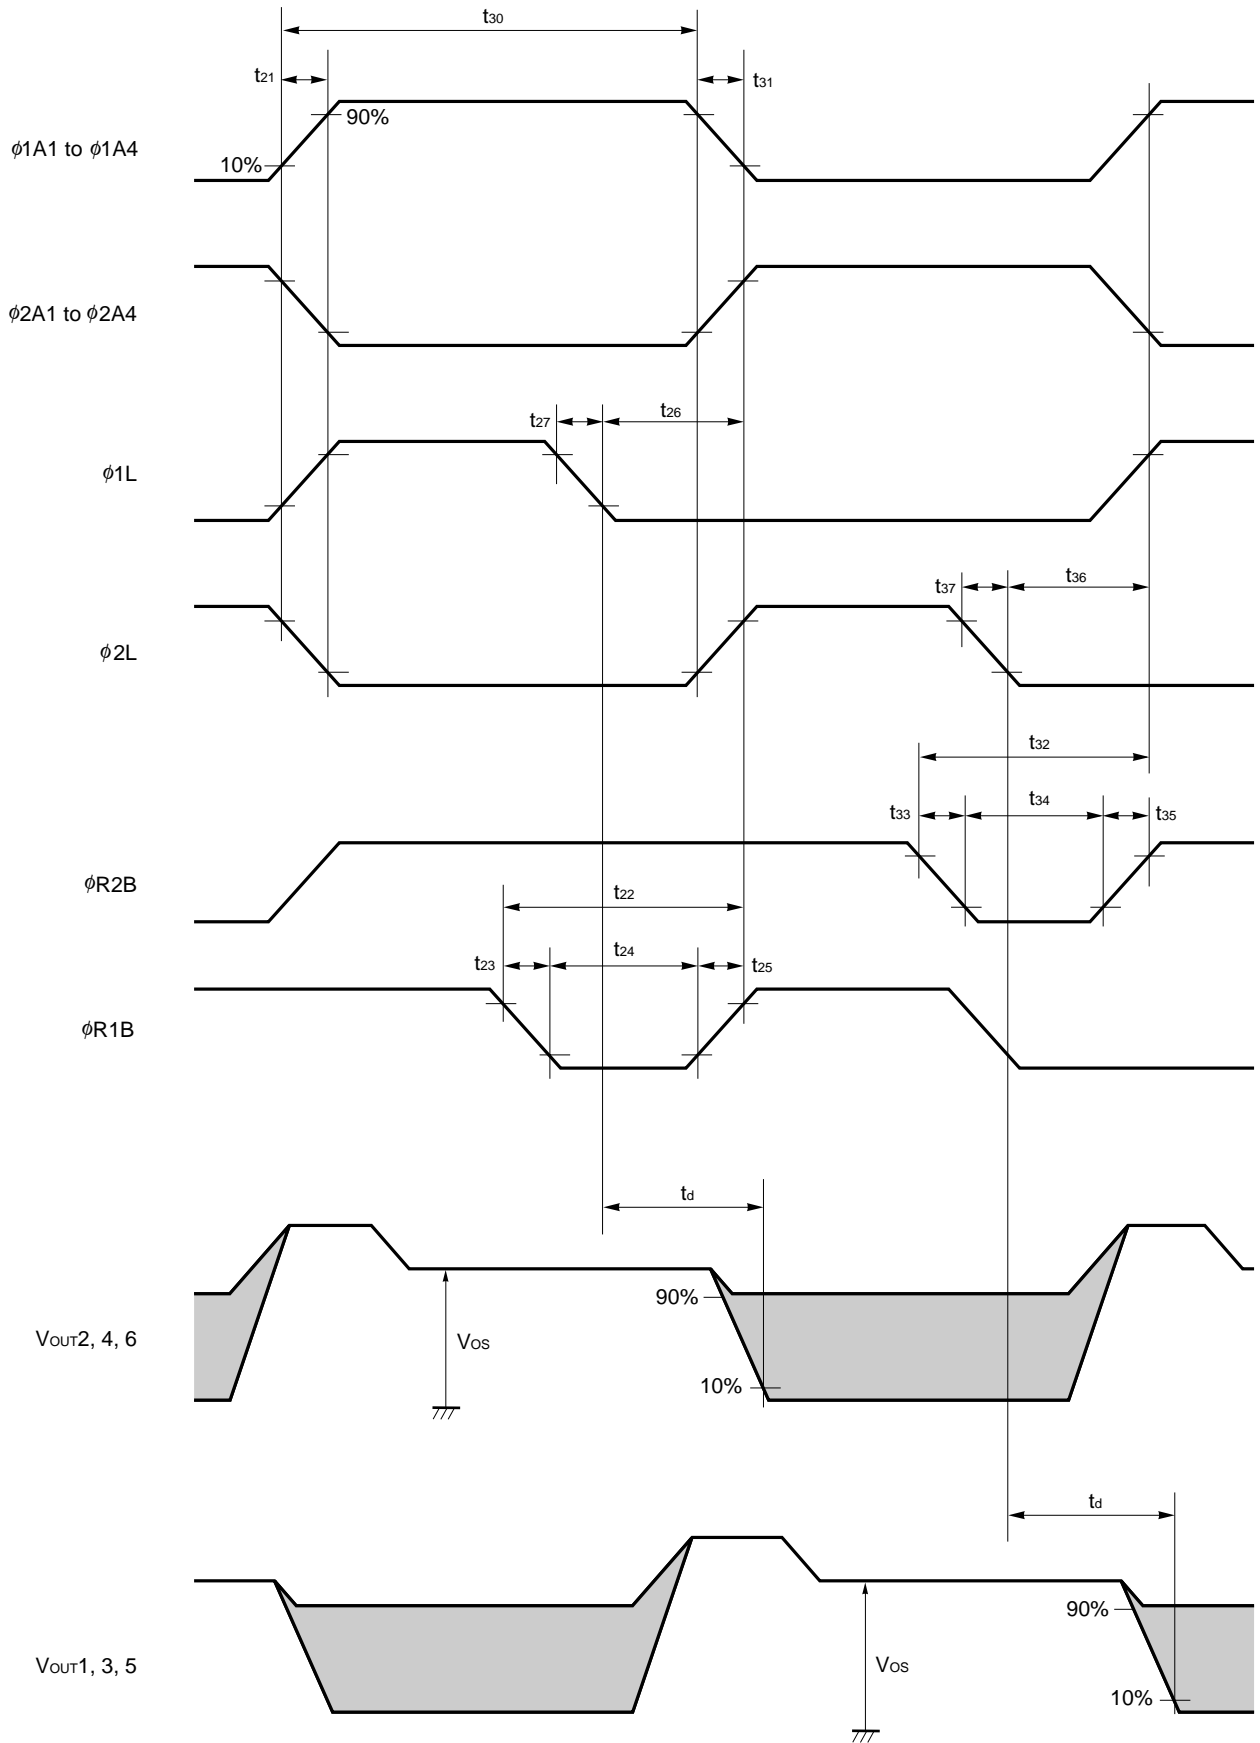 t30
t21
t31
90%
ϕ1A1 to ϕ1A4
10%
ϕ2A1 to ϕ2A4
t27
t26
ϕ1L
t37
t36
ϕ2L
t32
t33
t34
t35
ϕR2B
t22
t23
t24
t25
ϕR1B
td
90%
VOUT2, 4, 6
VOS
10%
td
90%
VOUT1, 3, 5
VOS
10%